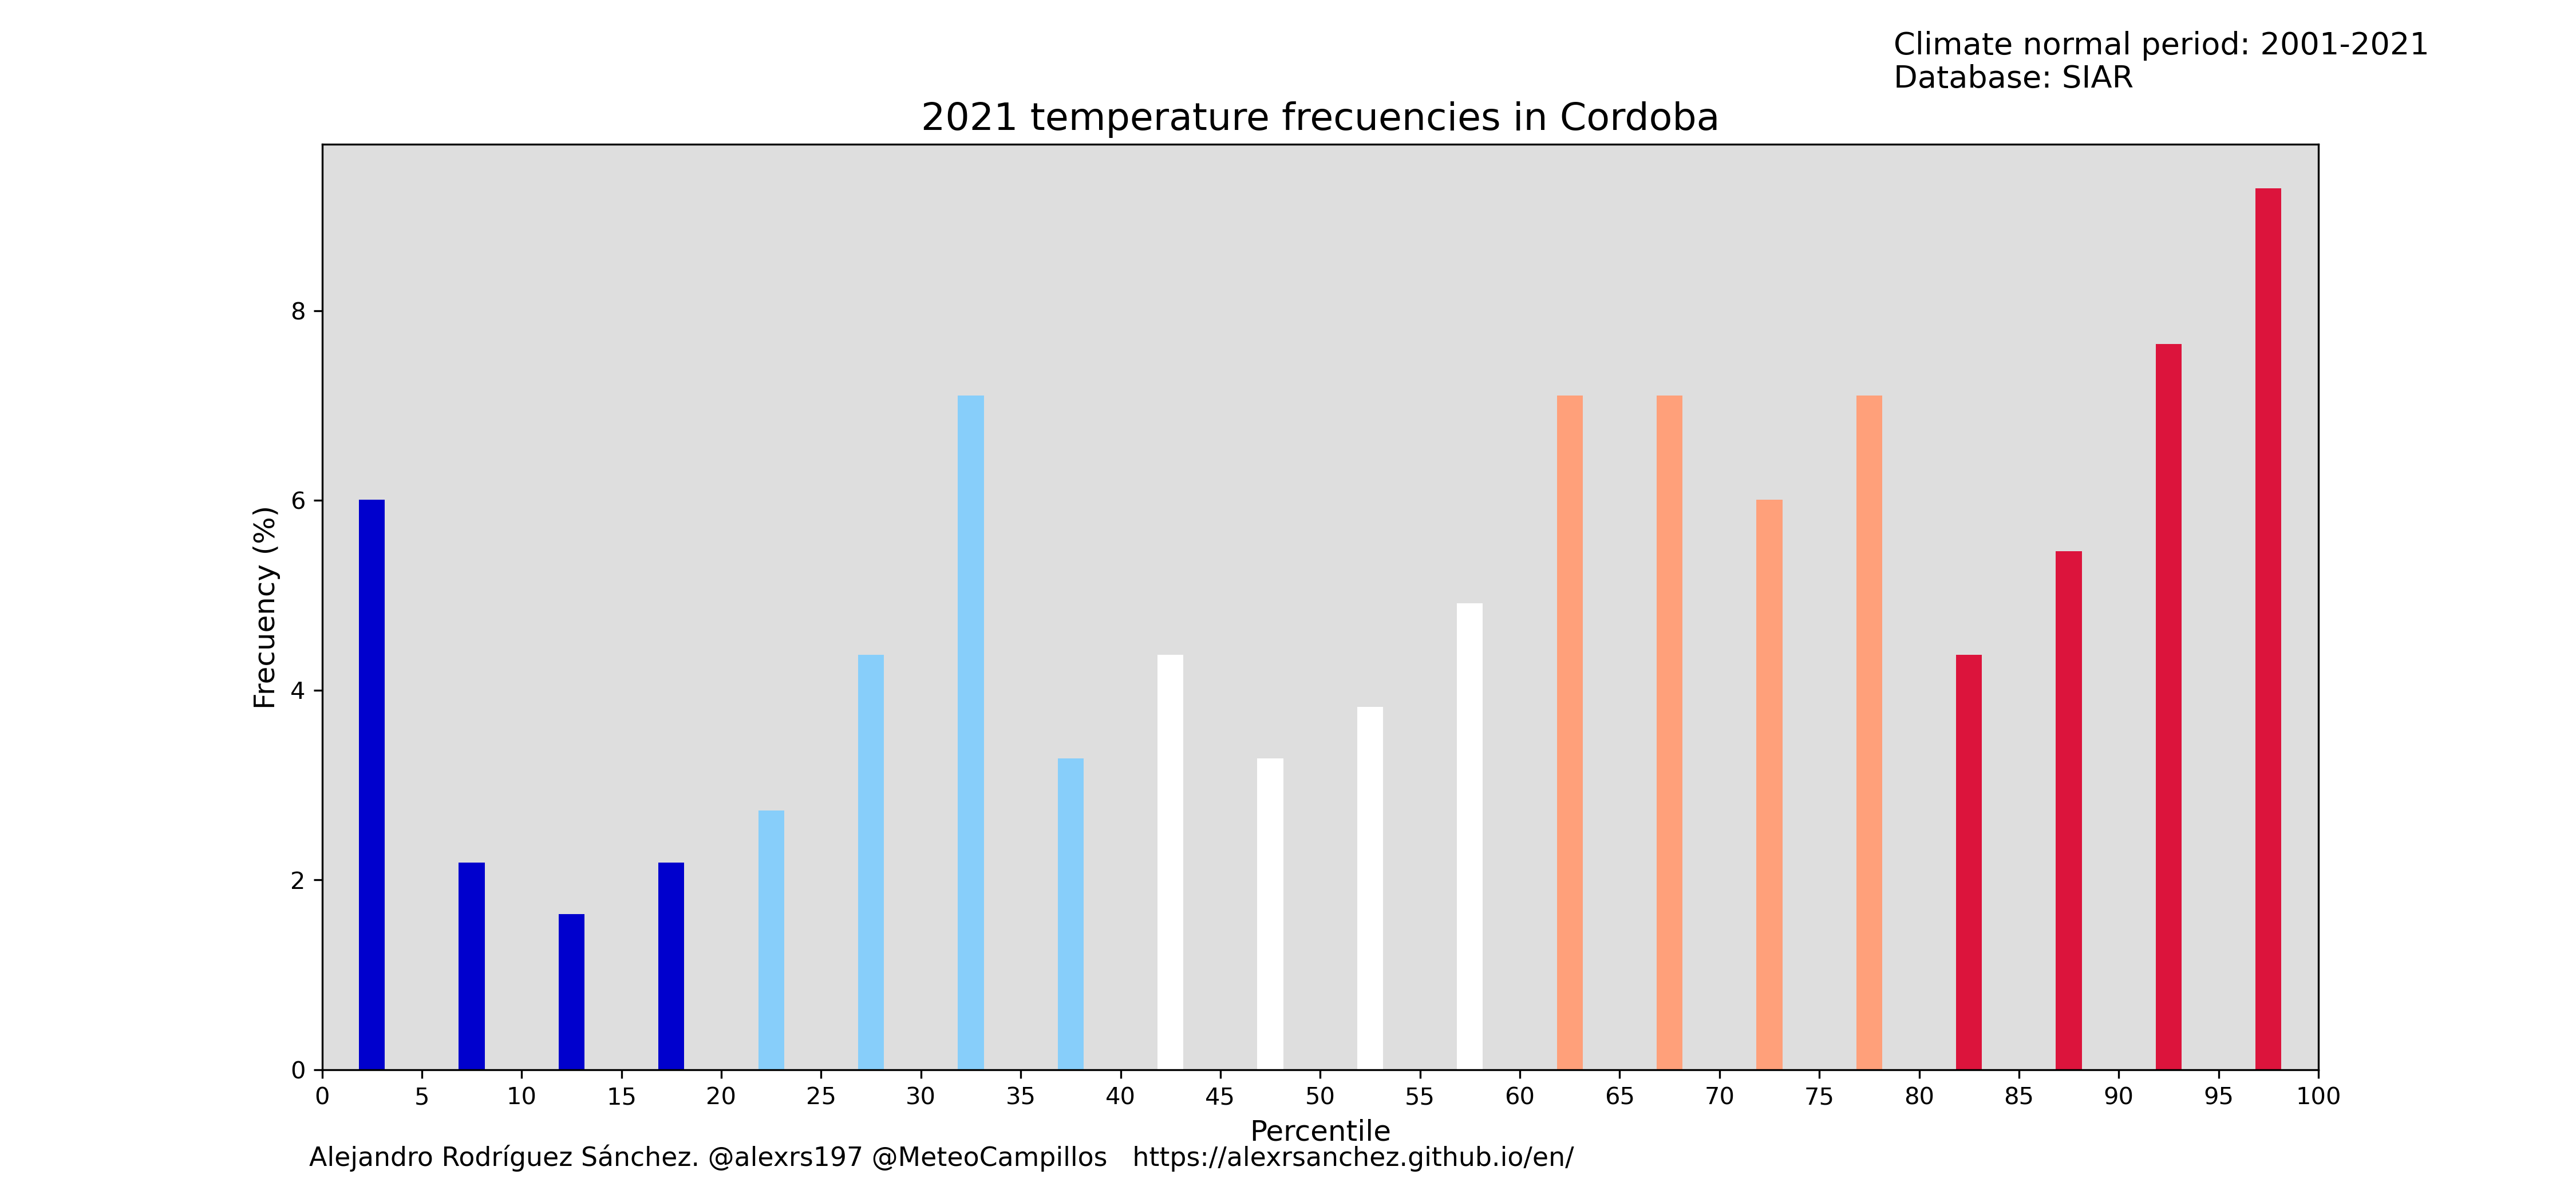 Climate normal period: 2001-2021
Database: SIAR
2021 temperature frecuencies in Cordoba
Frecuency (%)
8
6
4
2
0
0 5 10 15 20 25 30 35 40 45 50 55 60 65 70 75 80 85 90 95 100
Percentile
Alejandro Rodríguez Sánchez. @alexrs197 @MeteoCampillos https://alexrsanchez.github.io/en/